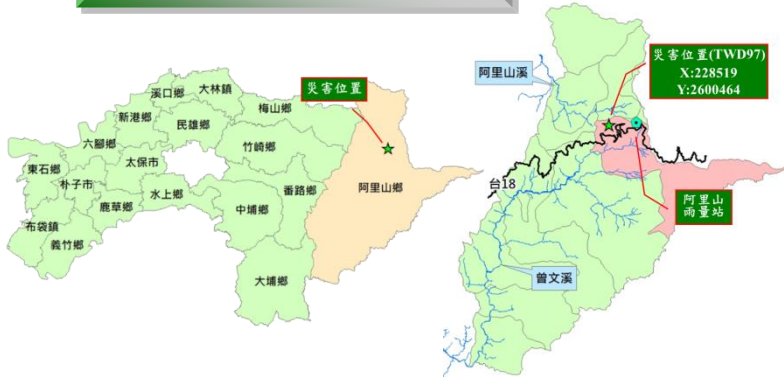 災害位置
溪口鄉
大林鎮
梅山鄉
新港鄉
民雄鄉
六腳鄉
竹崎鄉
太保市
東石鄉
朴子市
水上鄉
番路鄉
阿里山鄉
鹿草鄉
中埔鄉
布袋鎮
義竹鄉
大埔鄉
災害位置(TWD97)
X:228519
Y:2600464
阿里山溪
台18
阿里山
雨量站
曾文溪